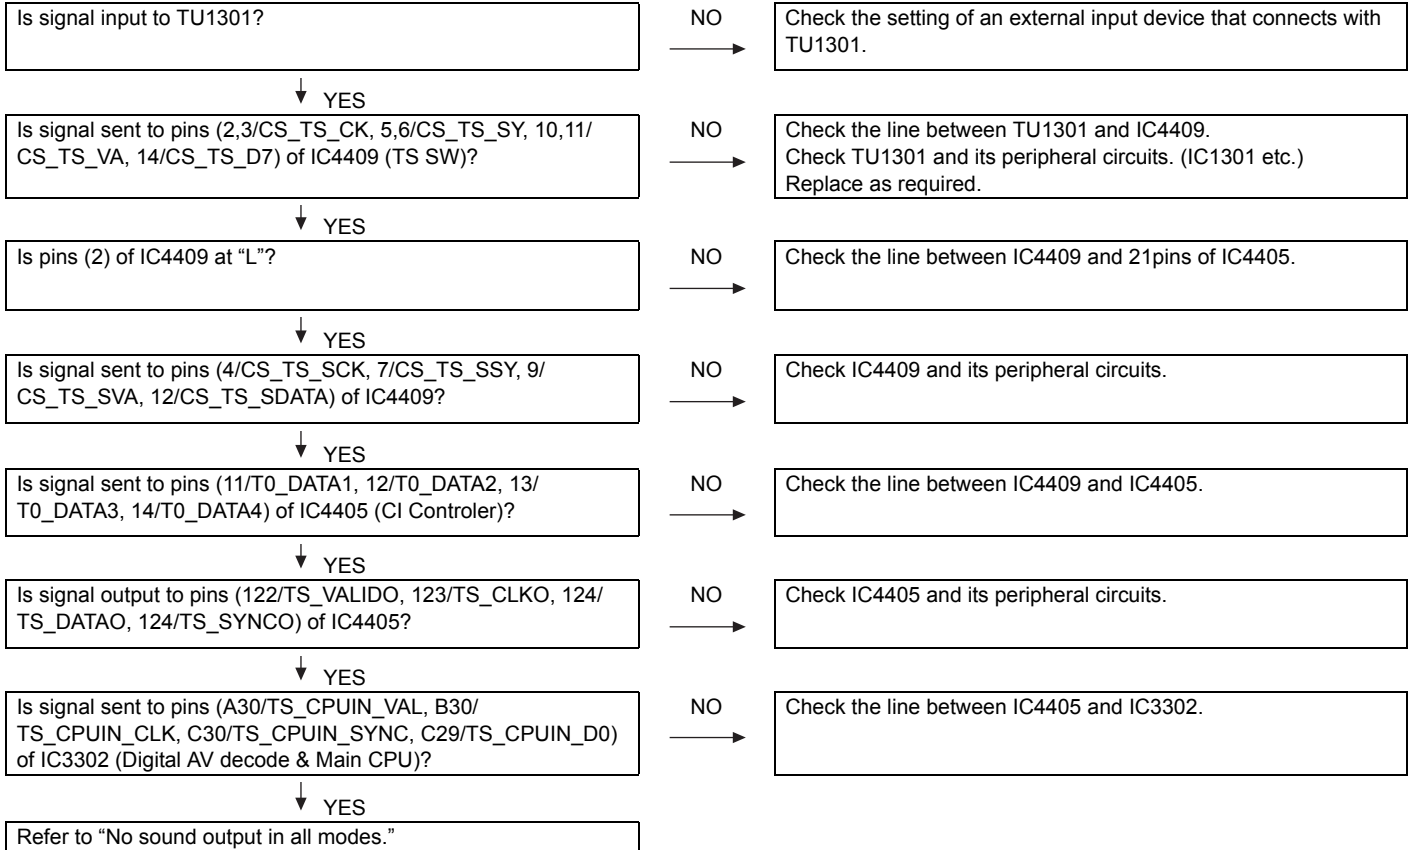 Is signal input to TU1301?
NO
Check the setting of an external input device that connects with
TU1301.
YES
Is signal sent to pins (2,3/CS_TS_CK, 5,6/CS_TS_SY, 10,11/
CS_TS_VA, 14/CS_TS_D7) of IC4409 (TS SW)?
NO
Check the line between TU1301 and IC4409.
Check TU1301 and its peripheral circuits. (IC1301 etc.)
Replace as required.
YES
Is pins (2) of IC4409 at “L”?
NO
Check the line between IC4409 and 21pins of IC4405.
YES
Is signal sent to pins (4/CS_TS_SCK, 7/CS_TS_SSY, 9/
CS_TS_SVA, 12/CS_TS_SDATA) of IC4409?
NO
Check IC4409 and its peripheral circuits.
YES
Is signal sent to pins (11/T0_DATA1, 12/T0_DATA2, 13/
T0_DATA3, 14/T0_DATA4) of IC4405 (CI Controler)?
NO
Check the line between IC4409 and IC4405.
YES
Is signal output to pins (122/TS_VALIDO, 123/TS_CLKO, 124/
TS_DATAO, 124/TS_SYNCO) of IC4405?
NO
Check IC4405 and its peripheral circuits.
YES
Is signal sent to pins (A30/TS_CPUIN_VAL, B30/
TS_CPUIN_CLK, C30/TS_CPUIN_SYNC, C29/TS_CPUIN_D0)
of IC3302 (Digital AV decode & Main CPU)?
NO
Check the line between IC4405 and IC3302.
YES
Refer to “No sound output in all modes.”